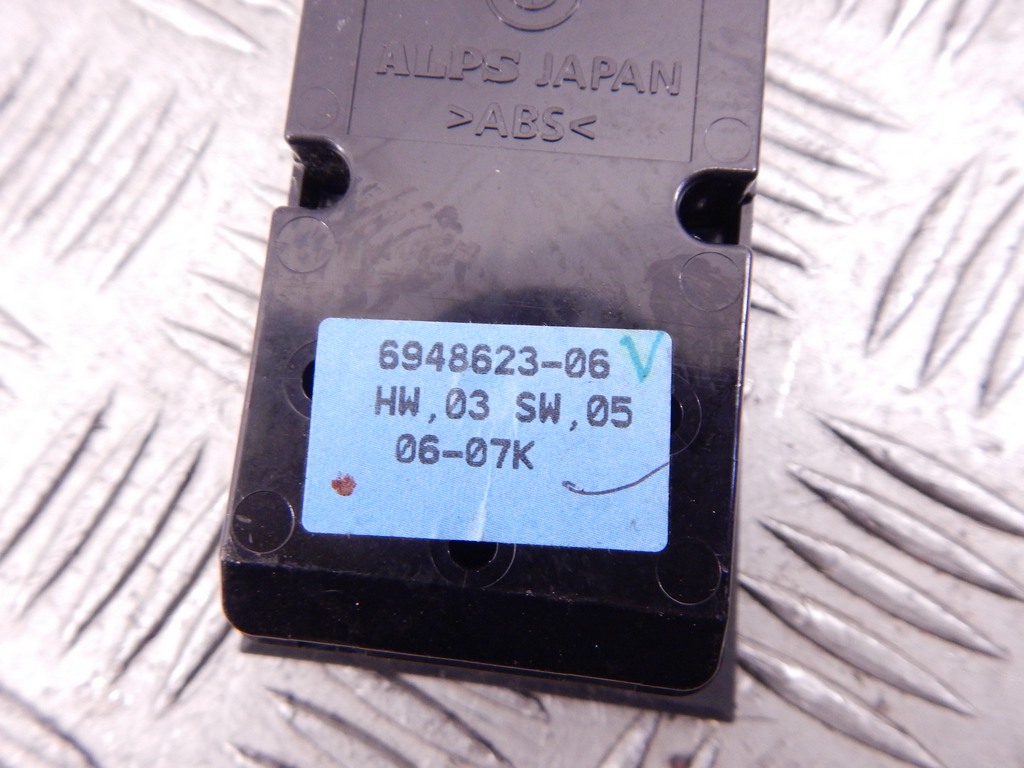 ALPS JAPAN
>ABS<
6948623-06 V
HW,03 SW,05
06-07K